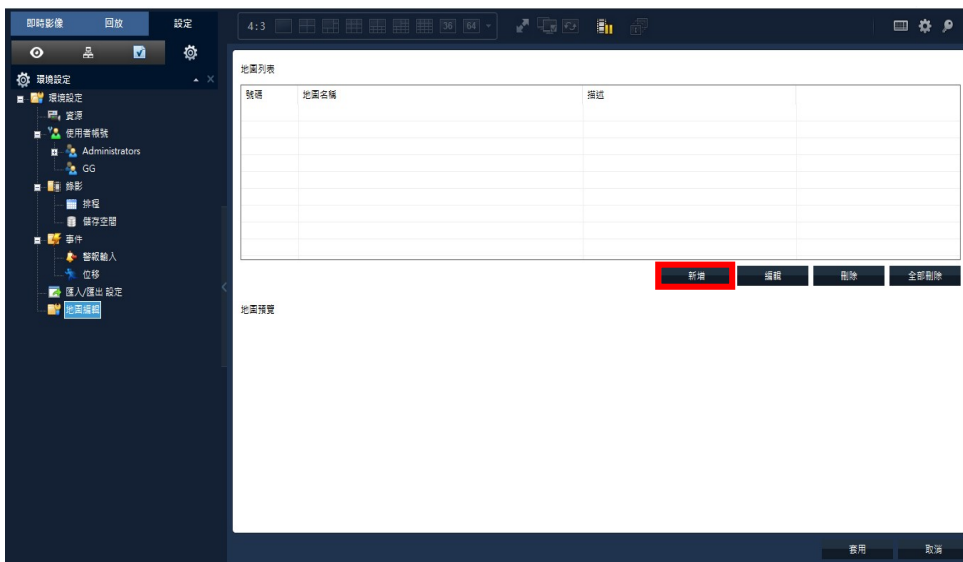 即時影像 回放 設定
4:3 36 64
環境設定
環境設定
資源
使用者帳號
Administrators
GG
錄影
排程
儲存空間
事件
警報輸入
位移
匯入/匯出 設定
地圖編輯
地圖列表
號碼 地圖名稱 描述
新增 編輯 刪除 全部刪除
地圖預覽
套用 取消